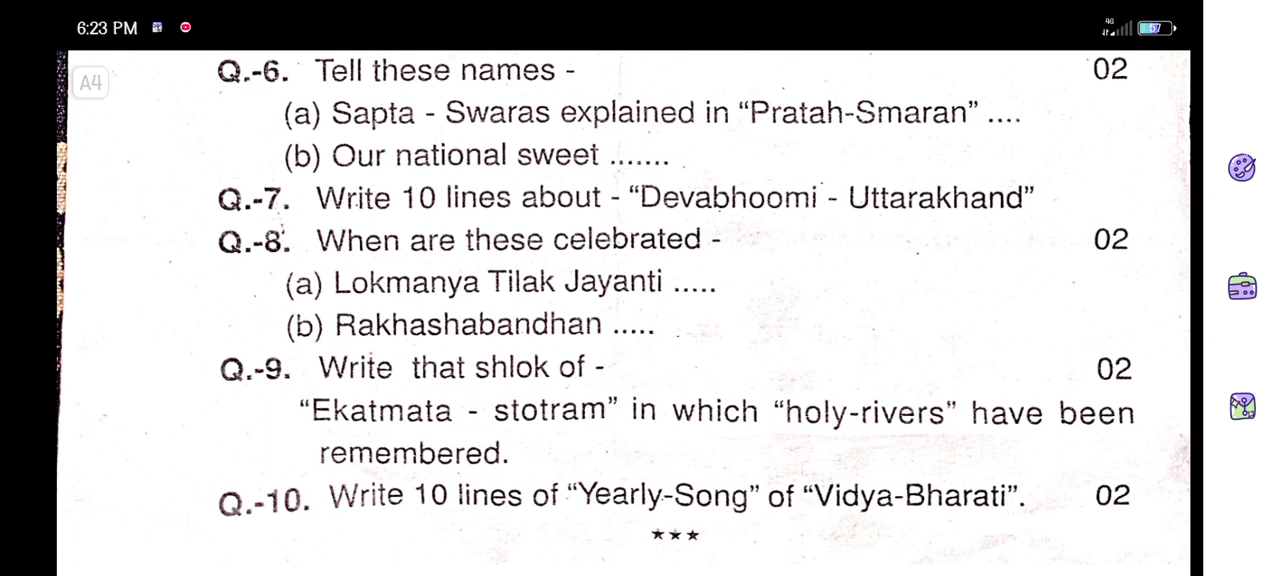 6:23 PM
4G
57
A4
Q.-6. Tell these names - 02
(a) Sapta - Swaras explained in “Pratah-Smaran” ....
(b) Our national sweet .......
Q.-7. Write 10 lines about - “Devabhoomi - Uttarakhand”
Q.-8. When are these celebrated - 02
(a) Lokmanya Tilak Jayanti .....
(b) Rakhashabandhan .....
Q.-9. Write that shlok of - 02
“Ekatmata - stotram” in which “holy-rivers” have been
remembered.
Q.-10. Write 10 lines of “Yearly-Song” of “Vidya-Bharati”. 02
★★★